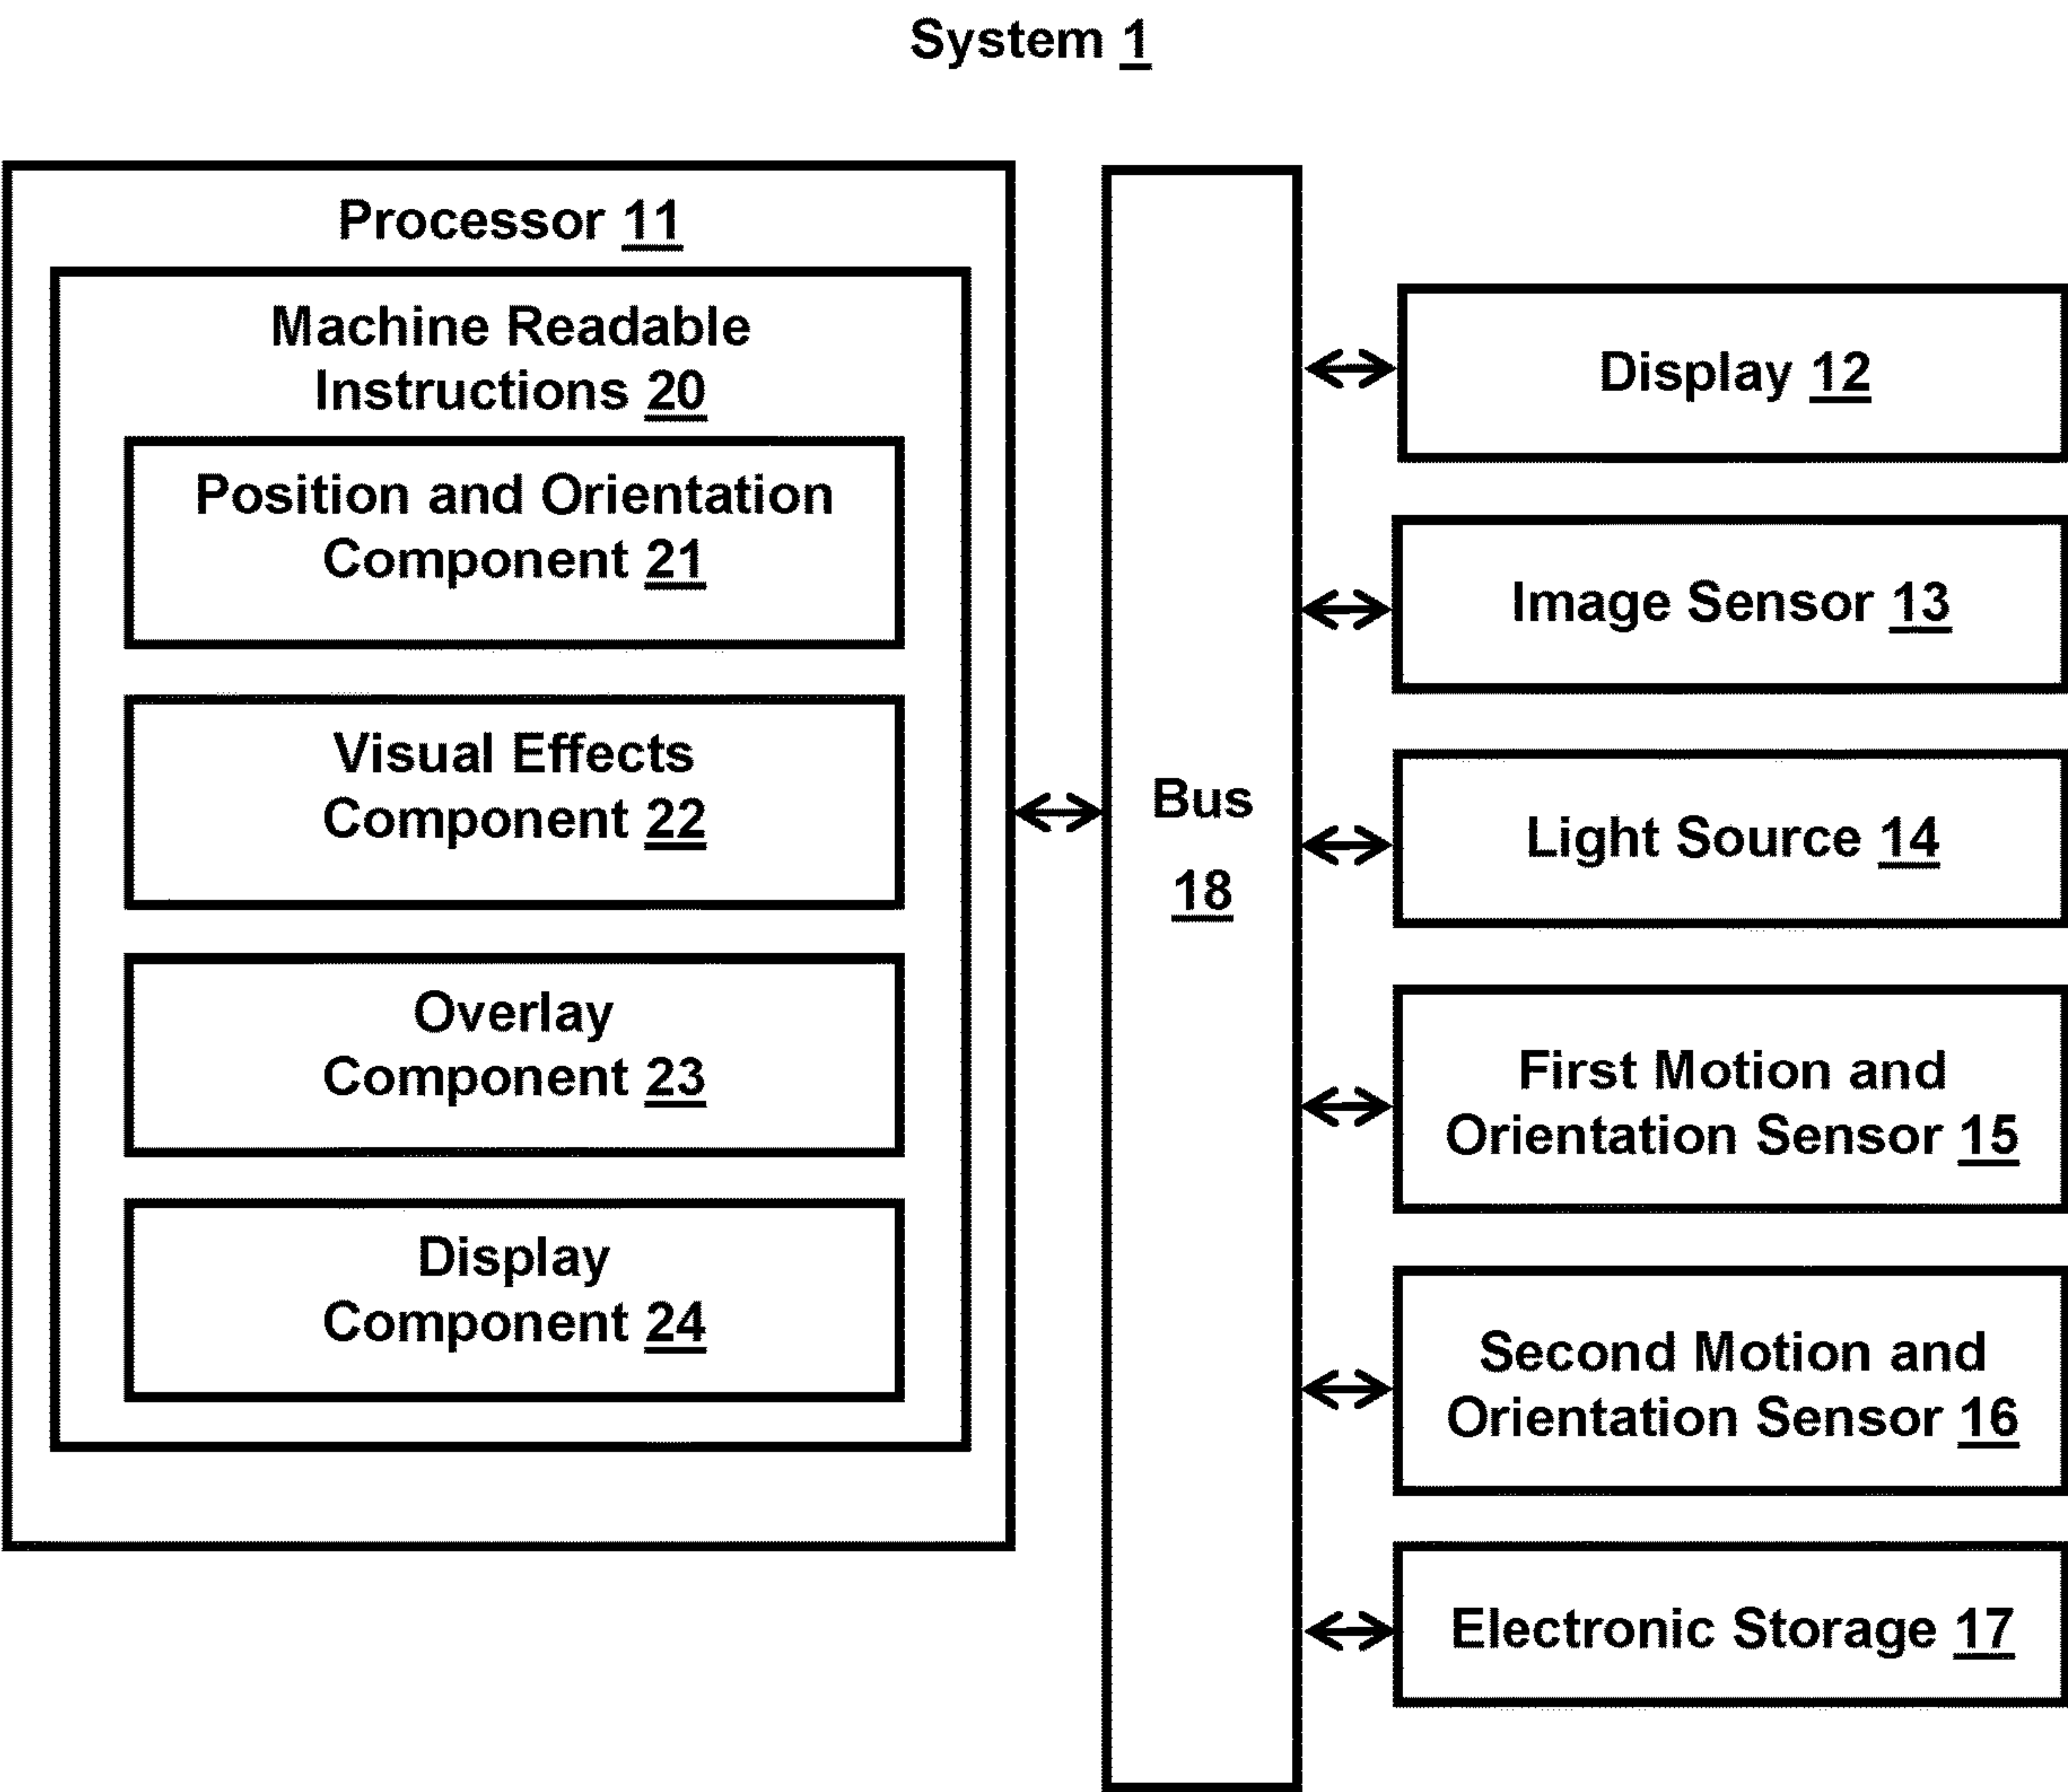 System 1
Processor 11
Machine Readable
Instructions 20
Position and Orientation
Component 21
Visual Effects
Component 22
Overlay
Component 23
Display
Component 24
Bus
18
Display 12
Image Sensor 13
Light Source 14
First Motion and
Orientation Sensor 15
Second Motion and
Orientation Sensor 16
Electronic Storage 17